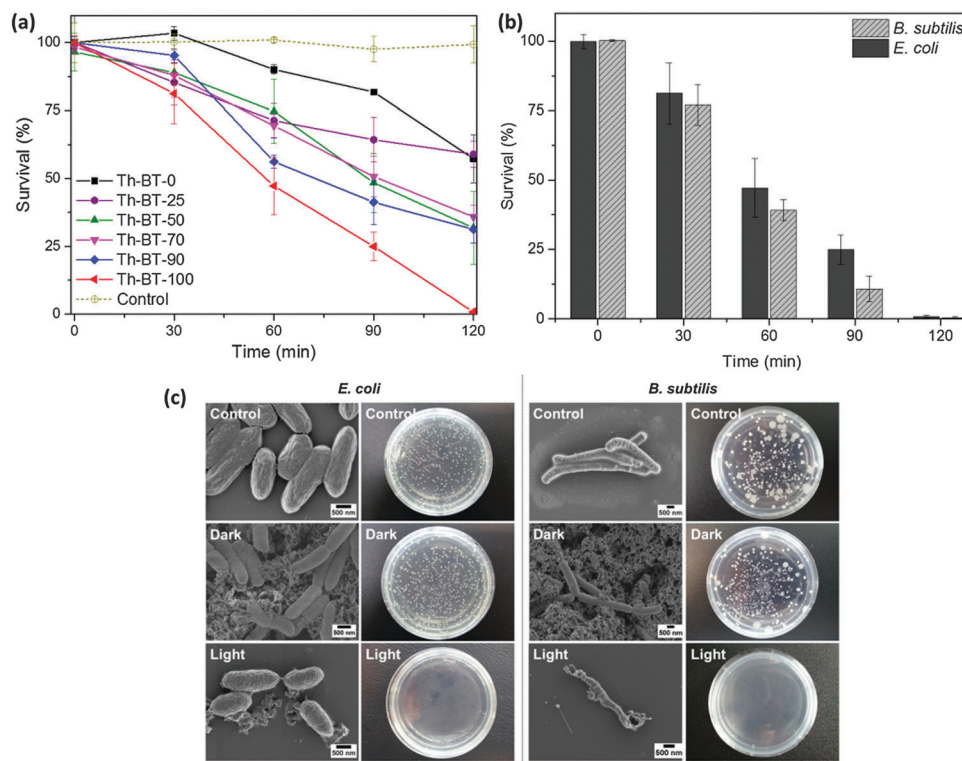 (a)
100
75
50
25
0
Survival (%)
Th-BT-0
Th-BT-25
Th-BT-50
Th-BT-70
Th-BT-90
Th-BT-100
Control
0 30 60 90 120
Time (min)
(b)
B. subtilis
E. coli
100
75
50
25
0
Survival (%)
0 30 60 90 120
Time (min)
(c)
E. coli
B. subtilis
Control
500 nm
Control
Control
500 nm
Control
Dark
500 nm
Dark
Dark
500 nm
Dark
Light
500 nm
Light
Light
500 nm
Light